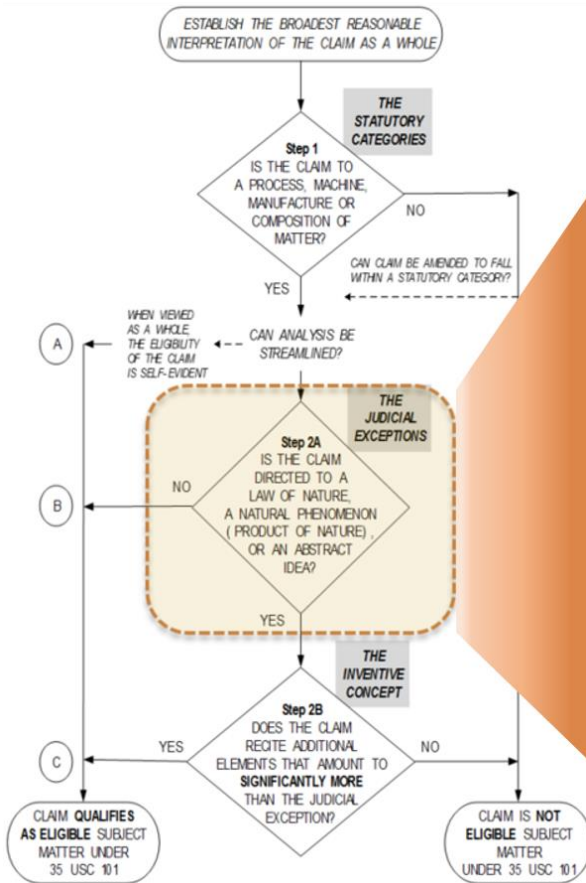 ESTABLISH THE BROADEST REASONABLE
INTERPRETATION OF THE CLAIM AS A WHOLE
THE
STATUTORY
CATEGORIES
Step 1
IS THE CLAIM TO
A PROCESS, MACHINE,
MANUFACTURE OR
COMPOSITION OF
MATTER?
NO
CAN CLAIM BE AMENDED TO FALL
WITHIN A STATUTORY CATEGORY?
YES
WHEN VIEWED
AS A WHOLE,
THE ELIGIBILITY
OF THE CLAIM
IS SELF-EVIDENT
A
CAN ANALYSIS BE
STREAMLINED?
THE
JUDICIAL
EXCEPTIONS
Step 2A
IS THE CLAIM
DIRECTED TO A
LAW OF NATURE,
A NATURAL PHENOMENON
( PRODUCT OF NATURE) ,
OR AN ABSTRACT
IDEA?
NO
B
YES
THE
INVENTIVE
CONCEPT
Step 2B
DOES THE CLAIM
RECITE ADDITIONAL
ELEMENTS THAT AMOUNT TO
SIGNIFICANTLY MORE
THAN THE JUDICIAL
EXCEPTION?
YES
NO
C
CLAIM QUALIFIES
AS ELIGIBLE SUBJECT
MATTER UNDER
35 USC 101
CLAIM IS NOT
ELIGIBLE SUBJECT
MATTER
UNDER 35 USC 101